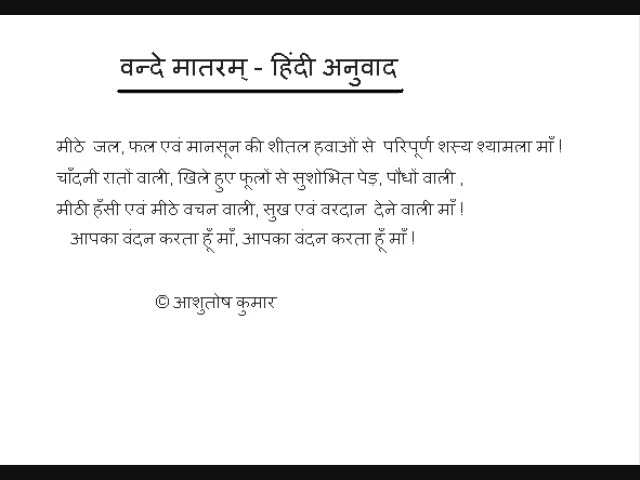 वन्दे मातरम् - हिंदी अनुवाद
मीठे जल, फल एवं मानसून की शीतल हवाओं से परिपूर्ण शस्य श्यामला माँ !
चाँदनी रातों वाली, खिले हुए फूलों से सुशोभित पेड़, पौधों वाली ,
मीठी हँसी एवं मीठे वचन वाली, सुख एवं वरदान देने वाली माँ !
आपका वंदन करता हूँ माँ, आपका वंदन करता हूँ माँ !
© आशुतोष कुमार